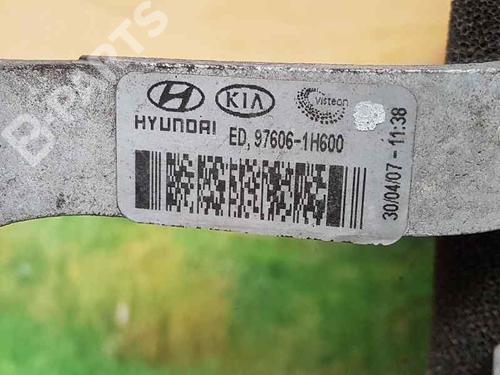 B-PARTS
HYUNDAI
KIA
Visteon
ED, 97606-1H600
30/04/07 - 11:38